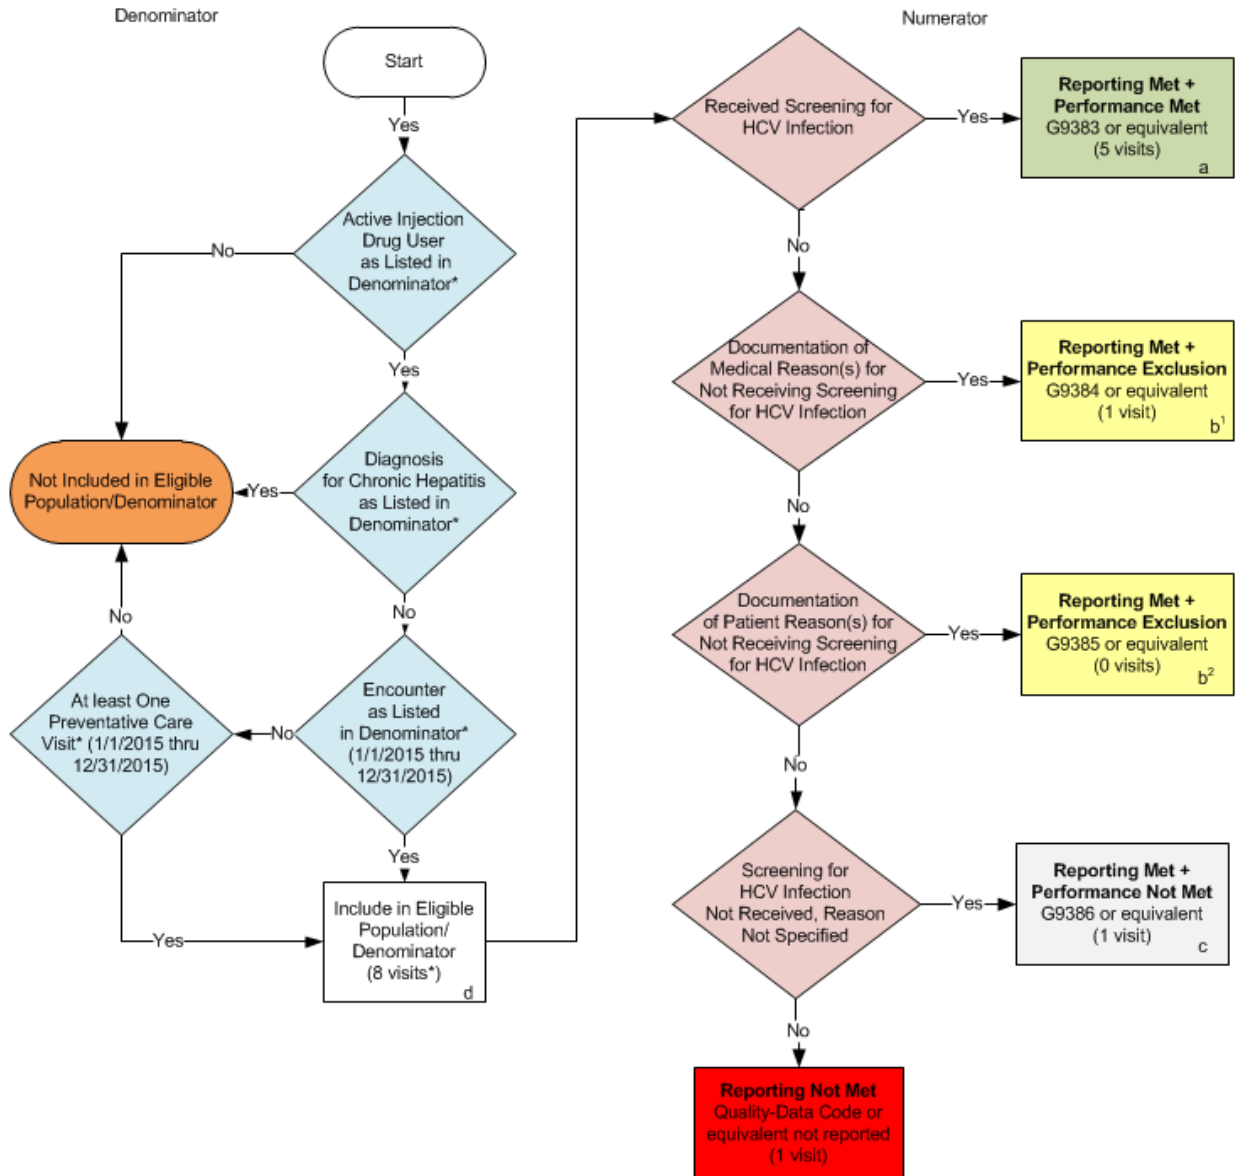 Denominator
Numerator
Start
Yes
Active Injection
Drug User
as Listed in
Denominator*
No
Yes
Diagnosis
for Chronic Hepatitis
as Listed in
Denominator*
Yes
Not Included in Eligible
Population/Denominator
No
No
Encounter
as Listed
in Denominator*
(1/1/2015 thru
12/31/2015)
No
At least One
Preventative Care
Visit* (1/1/2015 thru
12/31/2015)
Yes
Yes
Include in Eligible
Population/
Denominator
(8 visits*)
d
Received Screening for
HCV Infection
Yes
Reporting Met +
Performance Met
G9383 or equivalent
(5 visits)
a
No
Documentation of
Medical Reason(s) for
Not Receiving Screening
for HCV Infection
Yes
Reporting Met +
Performance Exclusion
G9384 or equivalent
(1 visit)
b¹
No
Documentation
of Patient Reason(s) for
Not Receiving Screening
for HCV Infection
Yes
Reporting Met +
Performance Exclusion
G9385 or equivalent
(0 visits)
b²
No
Screening for
HCV Infection
Not Received, Reason
Not Specified
Yes
Reporting Met +
Performance Not Met
G9386 or equivalent
(1 visit)
c
No
Reporting Not Met
Quality-Data Code or
equivalent not reported
(1 visit)